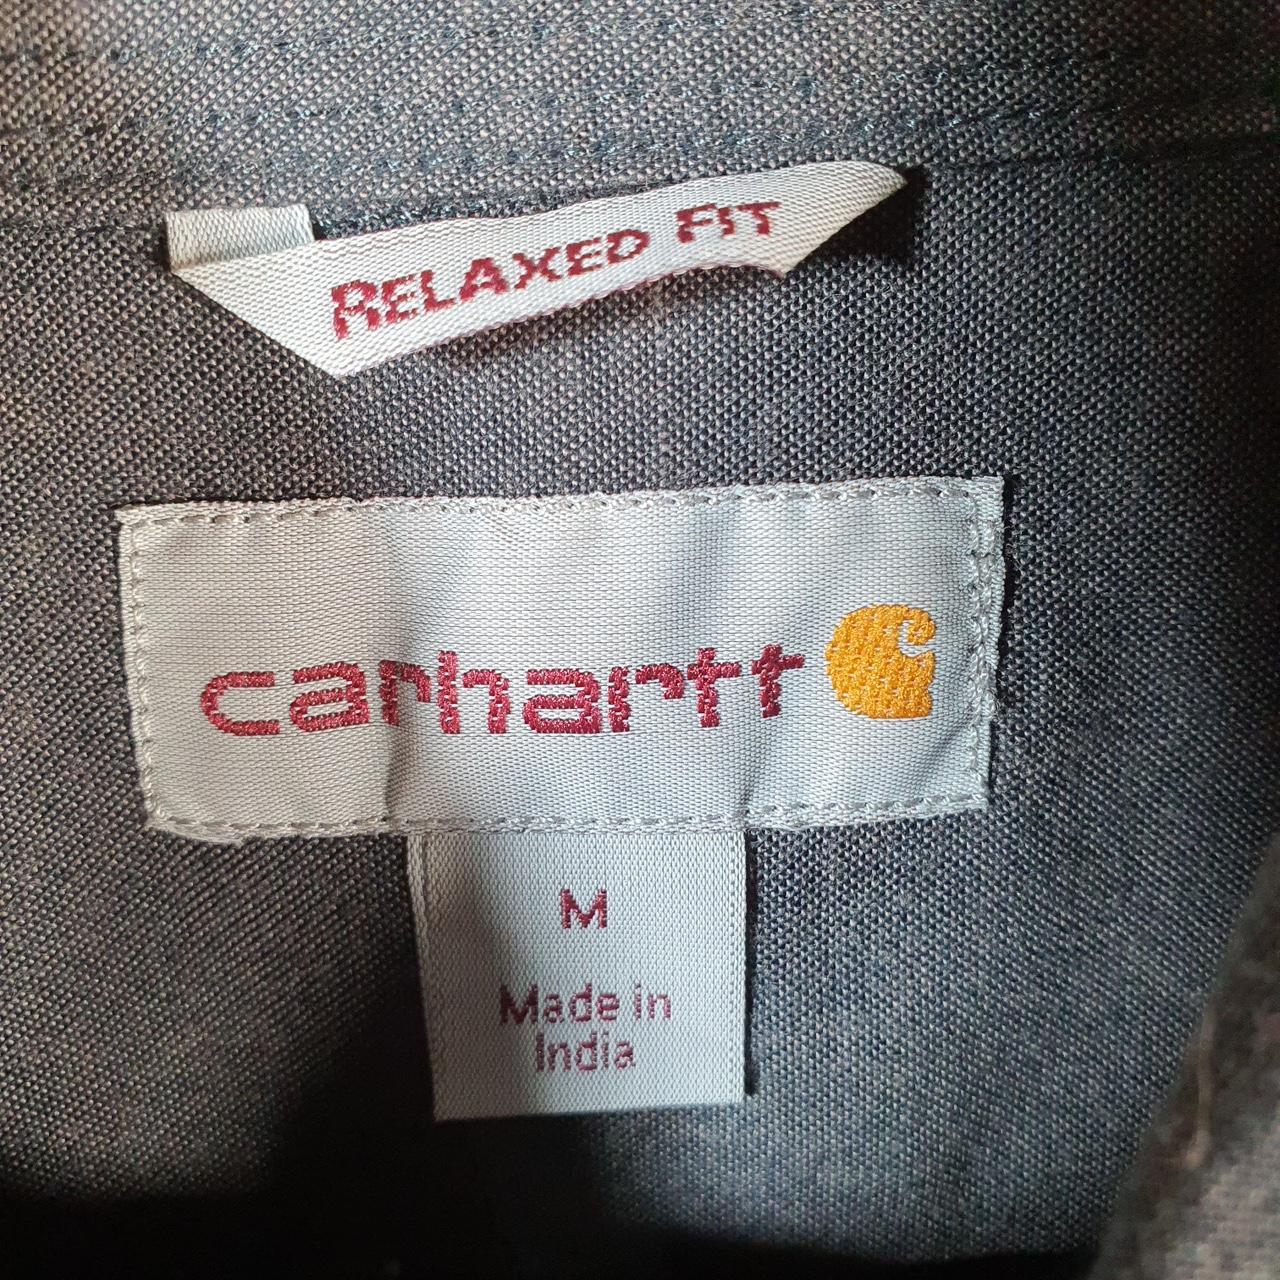 RELAXED FIT
carhartt
M
Made in
India